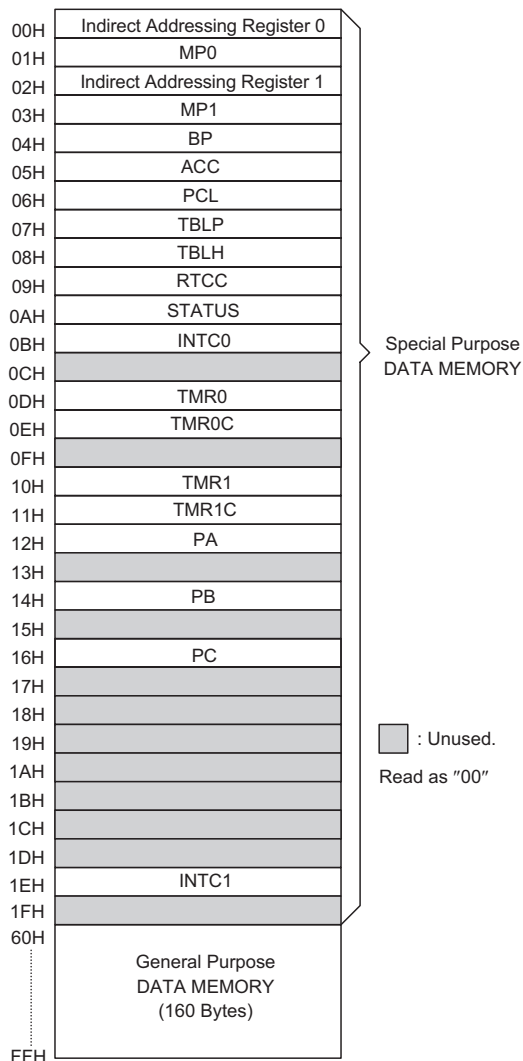 00H Indirect Addressing Register 0
01H MP0
02H Indirect Addressing Register 1
03H MP1
04H BP
05H ACC
06H PCL
07H TBLP
08H TBLH
09H RTCC
0AH STATUS
0BH INTC0
0CH
0DH TMR0
0EH TMR0C
0FH
10H TMR1
11H TMR1C
12H PA
13H
14H PB
15H
16H PC
17H
18H
19H
1AH
1BH
1CH
1DH
1EH INTC1
1FH
60H
General Purpose
DATA MEMORY
(160 Bytes)
FFH
Special Purpose
DATA MEMORY
: Unused.
Read as ″00″